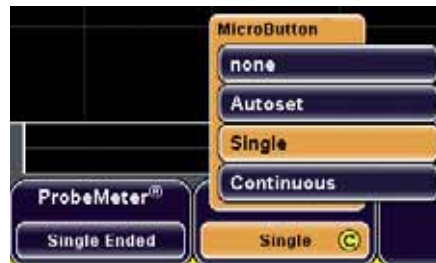 MicroButton
none
Autoset
Single
Continuous
ProbeMeter®
Single Ended
Single C